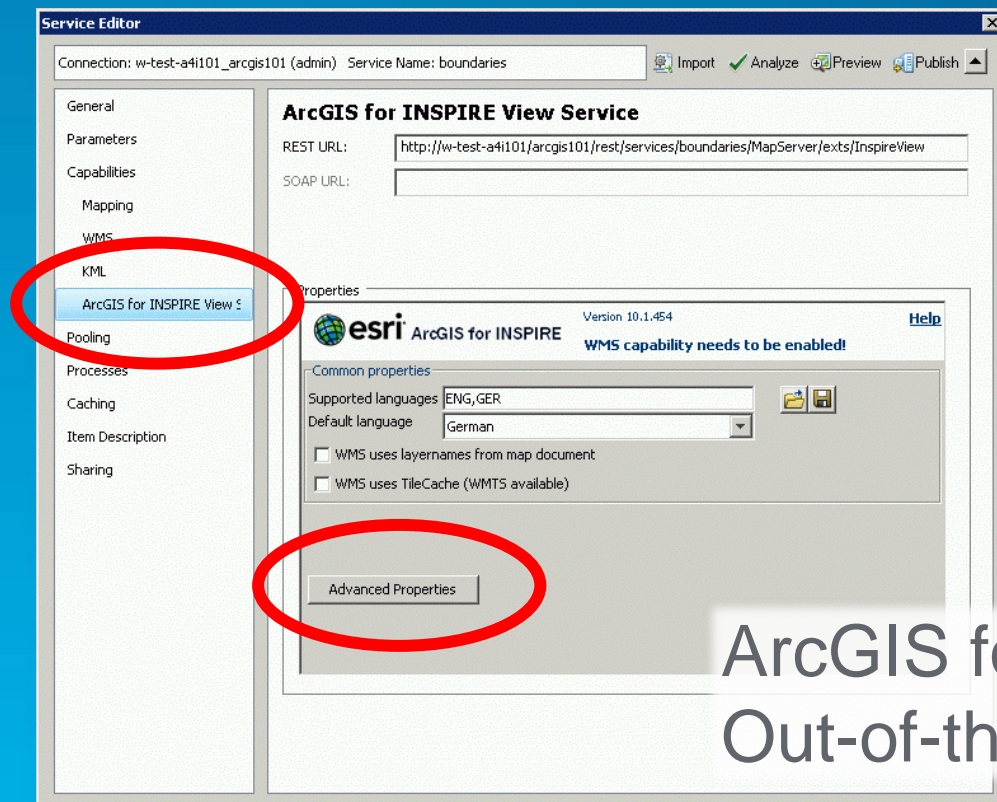 Service Editor
Connection: w-test-a4i101_arcgis101 (admin) Service Name: boundaries
Import Analyze Preview Publish
General
Parameters
Capabilities
Mapping
WMS
KML
ArcGIS for INSPIRE View S
Pooling
Processes
Caching
Item Description
Sharing
ArcGIS for INSPIRE View Service
REST URL: http://w-test-a4i101/arcgis101/rest/services/boundaries/MapServer/exts/InspireView
SOAP URL:
Properties
esri ArcGIS for INSPIRE
Version 10.1.454
Help
WMS capability needs to be enabled!
Common properties
Supported languages ENG,GER
Default language German
WMS uses layernames from map document
WMS uses TileCache (WMTS available)
Advanced Properties
ArcGIS f
Out-of-th